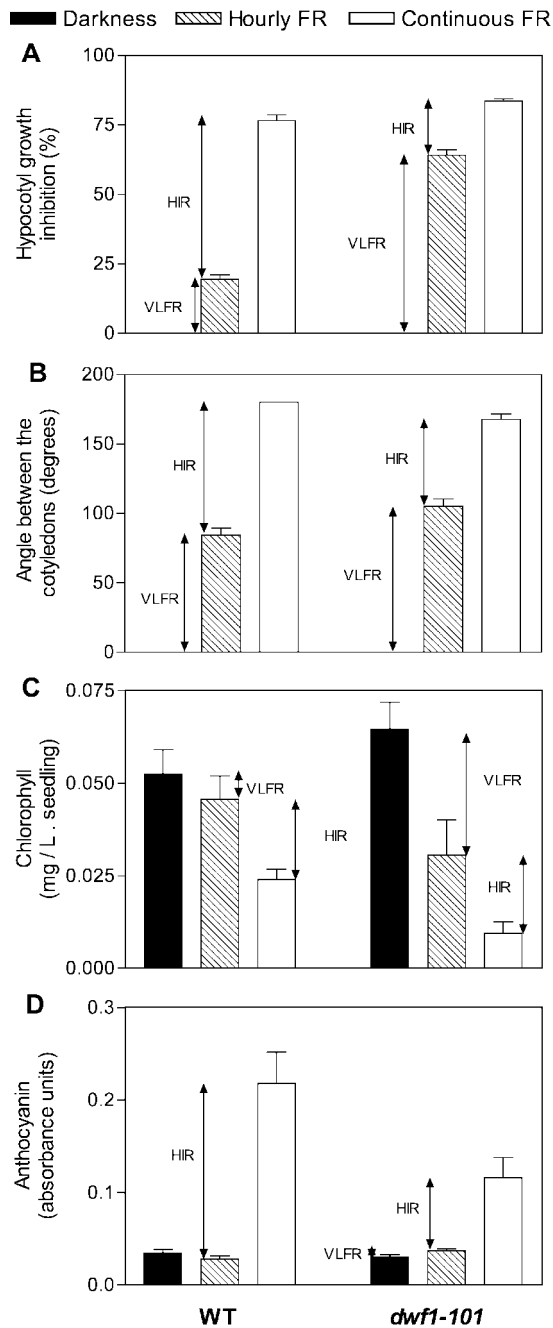 Darkness Hourly FR Continuous FR
A
Hypocotyl growth
inhibition (%)
100
75
50
25
0
HIR
VLFR
HIR
VLFR
B
Angle between the
cotyledons (degrees)
200
150
100
50
0
HIR
VLFR
HIR
VLFR
C
Chlorophyll
(mg / L . seedling)
0.075
0.050
0.025
0.000
VLFR
HIR
VLFR
HIR
D
Anthocyanin
(absorbance units)
0.3
0.2
0.1
0.0
HIR
VLFR
HIR
WT dwf1-101